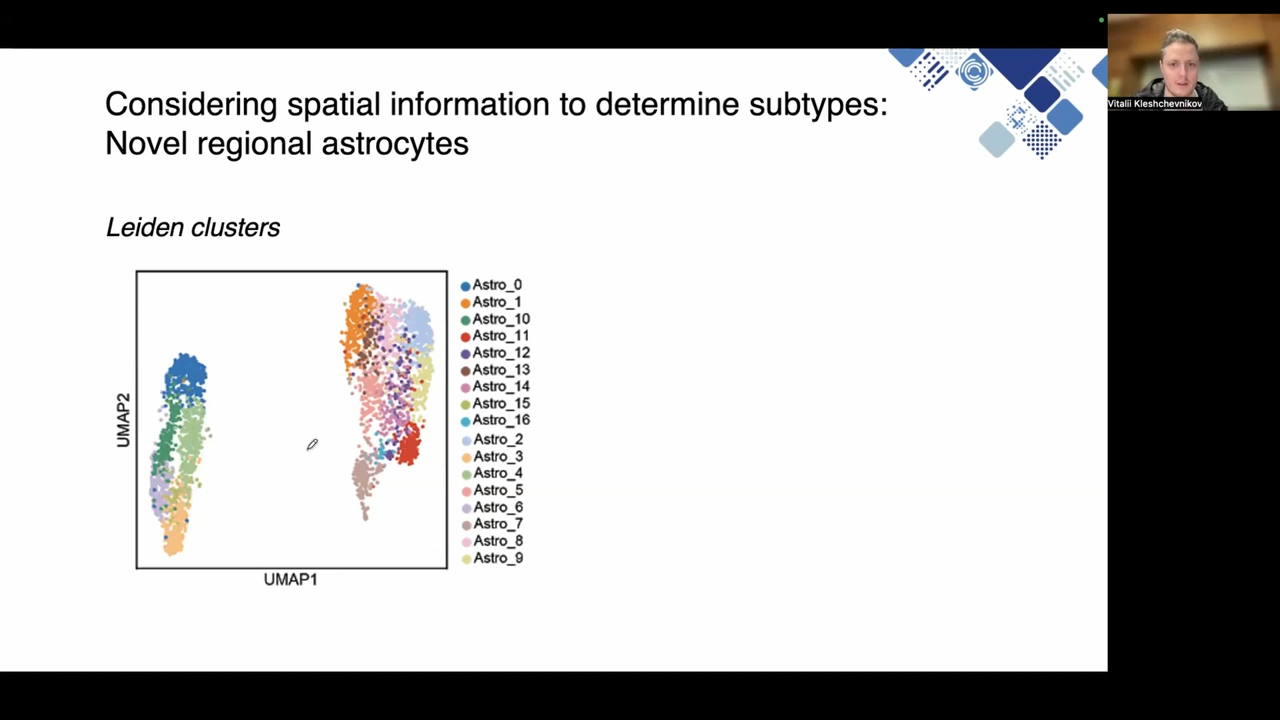 Considering spatial information to determine subtypes:
Novel regional astrocytes
Vitalii Kleshchevnikov
Leiden clusters
UMAP2
UMAP1
Astro_0
Astro_1
Astro_10
Astro_11
Astro_12
Astro_13
Astro_14
Astro_15
Astro_16
Astro_2
Astro_3
Astro_4
Astro_5
Astro_6
Astro_7
Astro_8
Astro_9